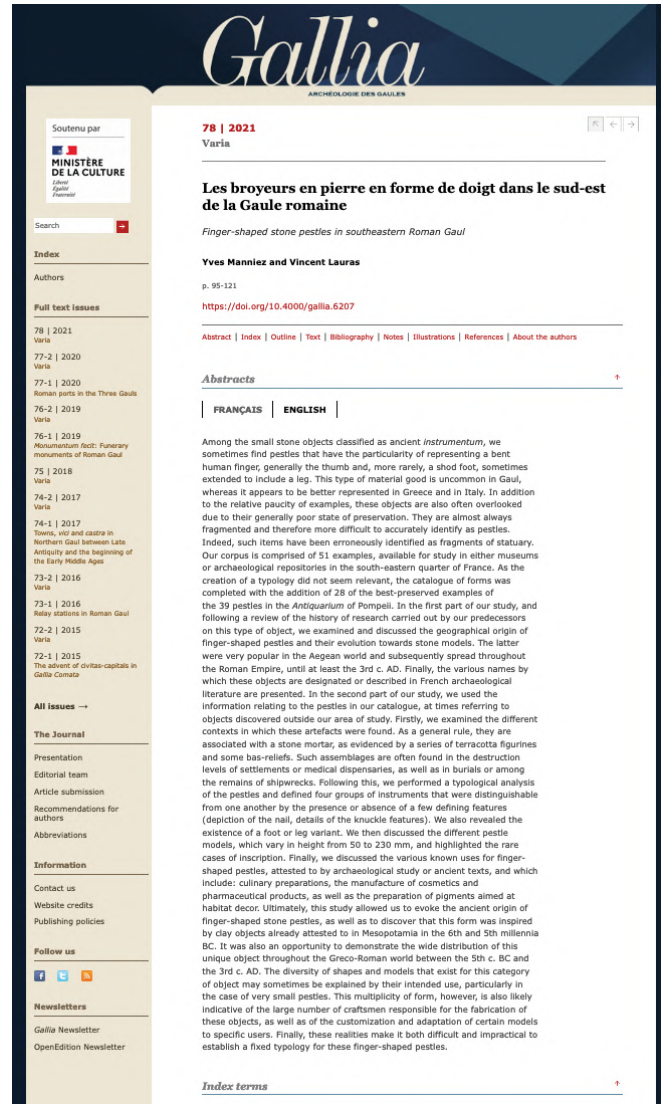 Gallia
ARCHÉOLOGIE DES GAULES
Soutenu par
MINISTÈRE
DE LA CULTURE
Liberté
Égalité
Fraternité
Search
Index
Authors
Full text issues
78 | 2021
Varia
77-2 | 2020
Varia
77-1 | 2020
Roman ports in the Three Gauls
76-2 | 2019
Varia
76-1 | 2019
Monumentum fecit: Funerary
monuments of Roman Gaul
75 | 2018
Varia
74-2 | 2017
Varia
74-1 | 2017
Towns, vici and castra in
Northern Gaul between Late
Antiquity and the beginning of
the Early Middle Ages
73-2 | 2016
Varia
73-1 | 2016
Relay stations in Roman Gaul
72-2 | 2015
Varia
72-1 | 2015
The advent of civitas-capitals in
Gallia Comata
All issues →
The Journal
Presentation
Editorial team
Article submission
Recommendations for
authors
Abbreviations
Information
Contact us
Website credits
Publishing policies
Follow us
Newsletters
Gallia Newsletter
OpenEdition Newsletter
78 | 2021
Varia
Les broyeurs en pierre en forme de doigt dans le sud-est
de la Gaule romaine
Finger-shaped stone pestles in southeastern Roman Gaul
Yves Manniez and Vincent Lauras
p. 95-121
https://doi.org/10.4000/gallia.6207
Abstract | Index | Outline | Text | Bibliography | Notes | Illustrations | References | About the authors
Abstracts
FRANÇAIS ENGLISH
Among the small stone objects classified as ancient instrumentum, we
sometimes find pestles that have the particularity of representing a bent
human finger, generally the thumb and, more rarely, a shod foot, sometimes
extended to include a leg. This type of material good is uncommon in Gaul,
whereas it appears to be better represented in Greece and in Italy. In addition
to the relative paucity of examples, these objects are also often overlooked
due to their generally poor state of preservation. They are almost always
fragmented and therefore more difficult to accurately identify as pestles.
Indeed, such items have been erroneously identified as fragments of statuary.
Our corpus is comprised of 51 examples, available for study in either museums
or archaeological repositories in the south-eastern quarter of France. As the
creation of a typology did not seem relevant, the catalogue of forms was
completed with the addition of 28 of the best-preserved examples of
the 39 pestles in the Antiquarium of Pompeii. In the first part of our study, and
following a review of the history of research carried out by our predecessors
on this type of object, we examined and discussed the geographical origin of
finger-shaped pestles and their evolution towards stone models. The latter
were very popular in the Aegean world and subsequently spread throughout
the Roman Empire, until at least the 3rd c. AD. Finally, the various names by
which these objects are designated or described in French archaeological
literature are presented. In the second part of our study, we used the
information relating to the pestles in our catalogue, at times referring to
objects discovered outside our area of study. Firstly, we examined the different
contexts in which these artefacts were found. As a general rule, they are
associated with a stone mortar, as evidenced by a series of terracotta figurines
and some bas-reliefs. Such assemblages are often found in the destruction
levels of settlements or medical dispensaries, as well as in burials or among
the remains of shipwrecks. Following this, we performed a typological analysis
of the pestles and defined four groups of instruments that were distinguishable
from one another by the presence or absence of a few defining features
(depiction of the nail, details of the knuckle features). We also revealed the
existence of a foot or leg variant. We then discussed the different pestle
models, which vary in height from 50 to 230 mm, and highlighted the rare
cases of inscription. Finally, we discussed the various known uses for finger-
shaped pestles, attested to by archaeological study or ancient texts, and which
include: culinary preparations, the manufacture of cosmetics and
pharmaceutical products, as well as the preparation of pigments aimed at
habitat decor. Ultimately, this study allowed us to evoke the ancient origin of
finger-shaped stone pestles, as well as to discover that this form was inspired
by clay objects already attested to in Mesopotamia in the 6th and 5th millennia
BC. It was also an opportunity to demonstrate the wide distribution of this
unique object throughout the Greco-Roman world between the 5th c. BC and
the 3rd c. AD. The diversity of shapes and models that exist for this category
of object may sometimes be explained by their intended use, particularly in
the case of very small pestles. This multiplicity of form, however, is also likely
indicative of the large number of craftsmen responsible for the fabrication of
these objects, as well as of the customization and adaptation of certain models
to specific users. Finally, these realities make it both difficult and impractical to
establish a fixed typology for these finger-shaped pestles.
Index terms